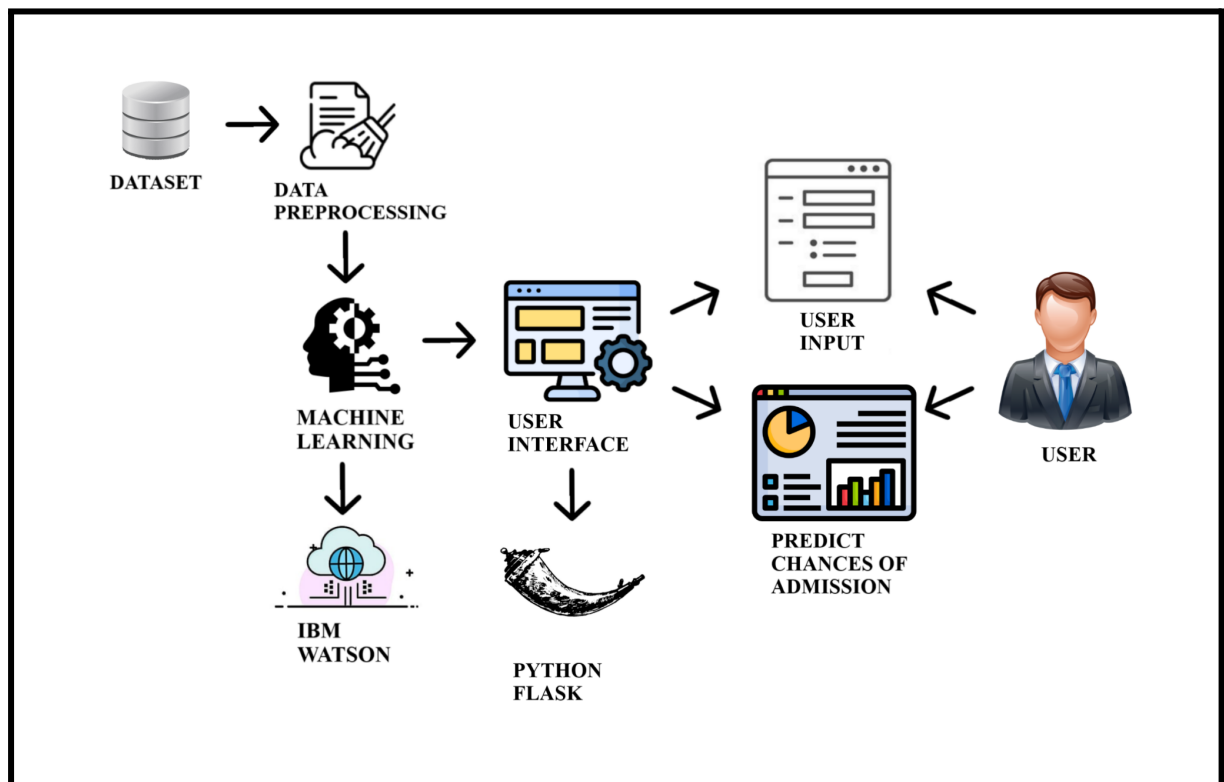 DATASET
DATA
PREPROCESSING
MACHINE
LEARNING
IBM
WATSON
USER
INTERFACE
PYTHON
FLASK
USER
INPUT
PREDICT
CHANCES OF
ADMISSION
USER